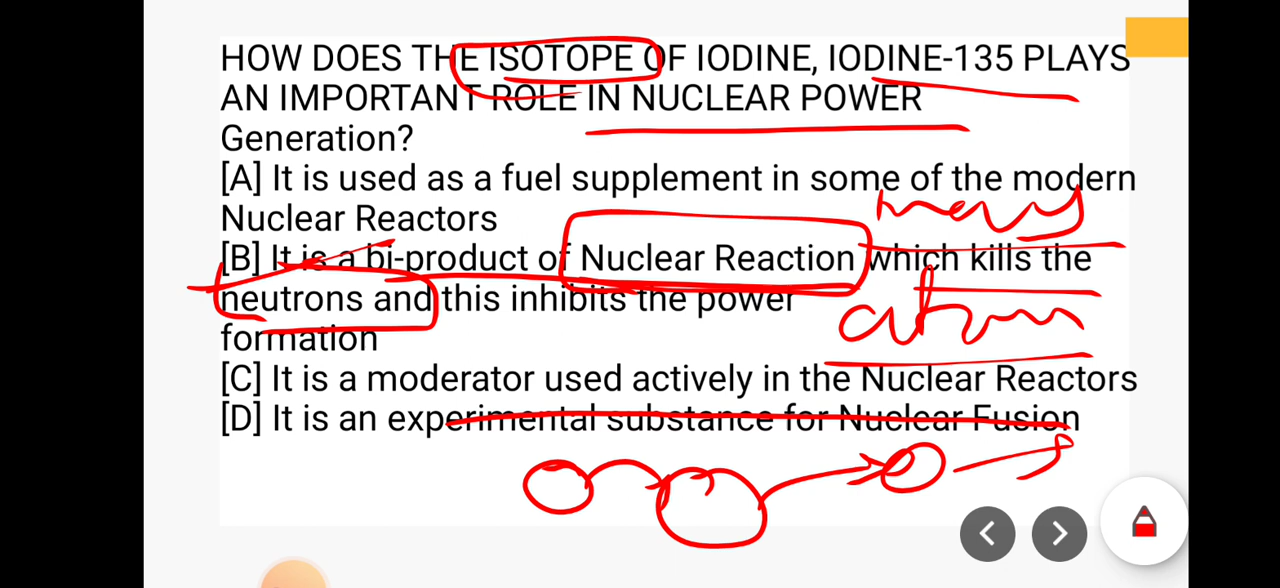 HOW DOES THE ISOTOPE OF IODINE, IODINE-135 PLAYS
AN IMPORTANT ROLE IN NUCLEAR POWER
Generation?
[A] It is used as a fuel supplement in some of the modern
Nuclear Reactors
[B] It is a bi-product of Nuclear Reaction which kills the
neutrons and this inhibits the power
formation
[C] It is a moderator used actively in the Nuclear Reactors
[D] It is an experimental substance for Nuclear Fusion